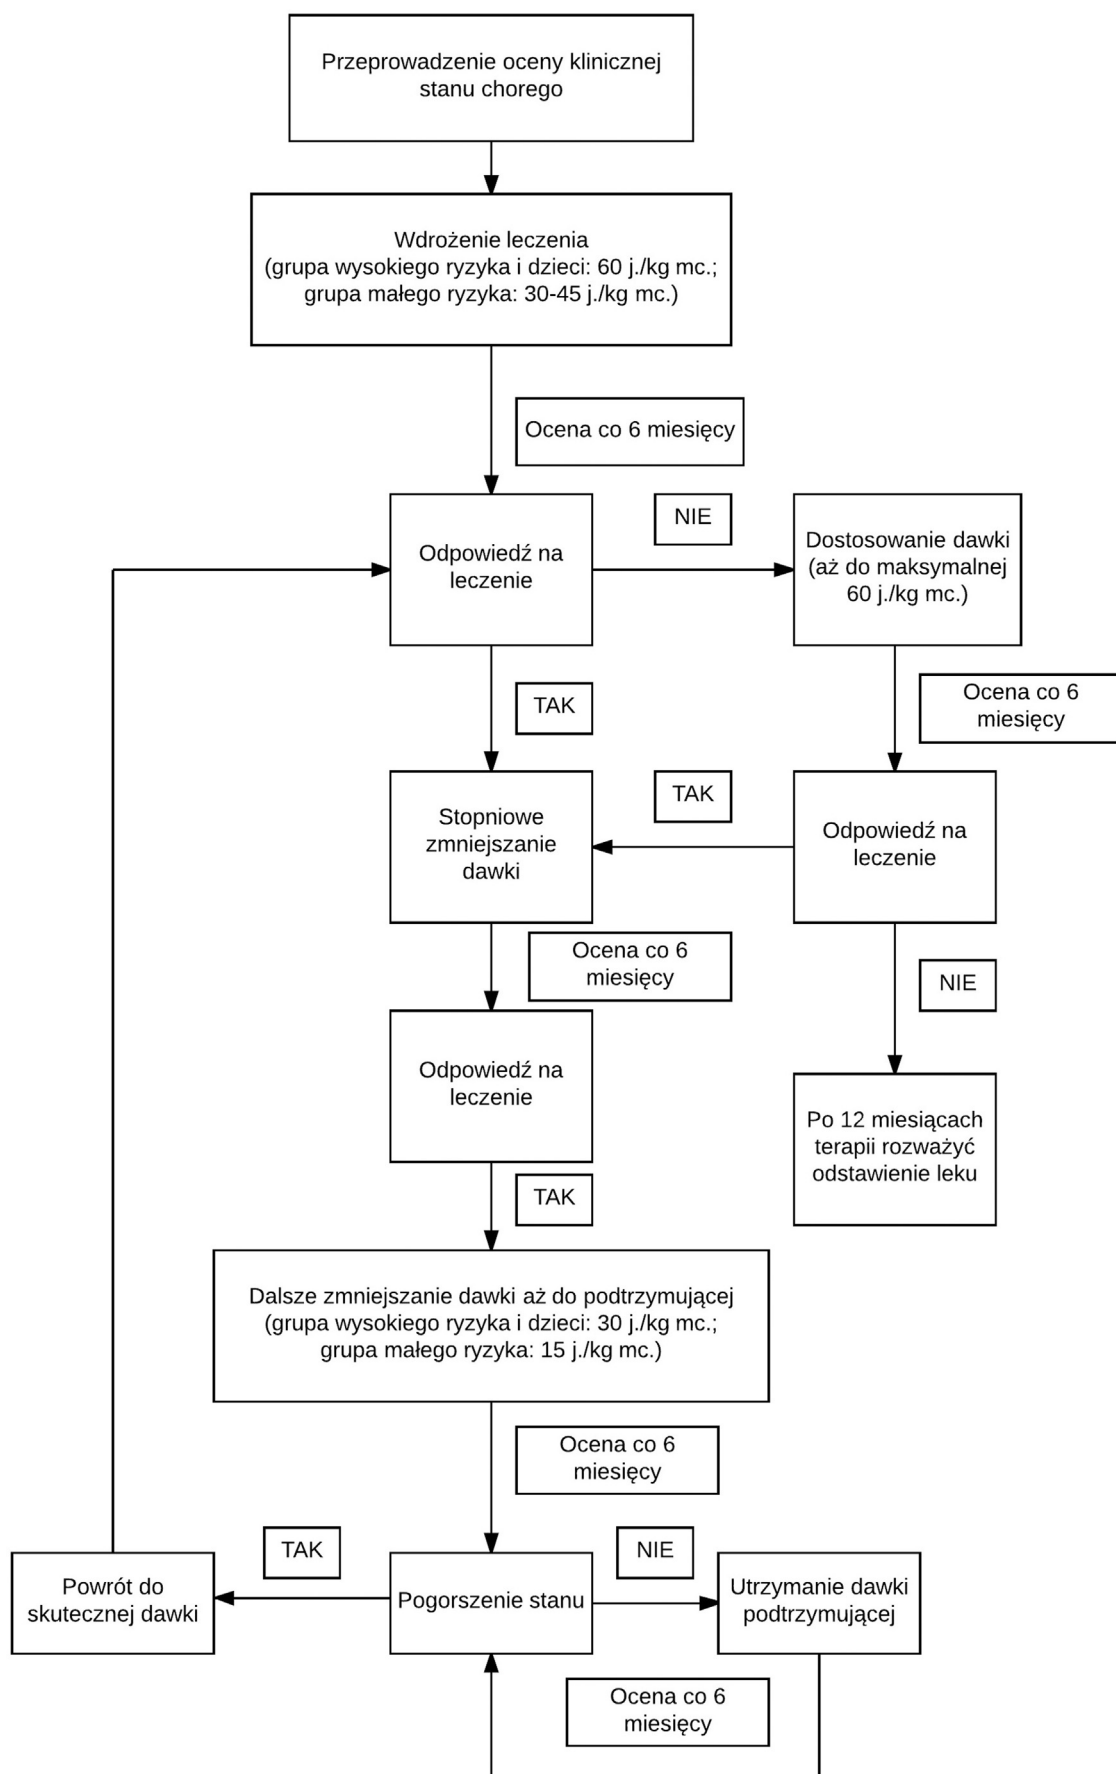 Przeprowadzenie oceny klinicznej
stanu chorego
Wdrożenie leczenia
(grupa wysokiego ryzyka i dzieci: 60 j./kg mc.;
grupa małego ryzyka: 30-45 j./kg mc.)
Ocena co 6 miesięcy
Odpowiedź na
leczenie
NIE
Dostosowanie dawki
(aż do maksymalnej
60 j./kg mc.)
TAK
Ocena co 6
miesięcy
Stopniowe
zmniejszanie
dawki
TAK
Odpowiedź na
leczenie
Ocena co 6
miesięcy
NIE
Odpowiedź na
leczenie
Po 12 miesiącach
terapii rozważyć
odstawienie leku
TAK
Dalsze zmniejszanie dawki aż do podtrzymującej
(grupa wysokiego ryzyka i dzieci: 30 j./kg mc.;
grupa małego ryzyka: 15 j./kg mc.)
Ocena co 6
miesięcy
TAK
NIE
Powrót do
skutecznej dawki
Pogorszenie stanu
Utrzymanie dawki
podtrzymującej
Ocena co 6
miesięcy